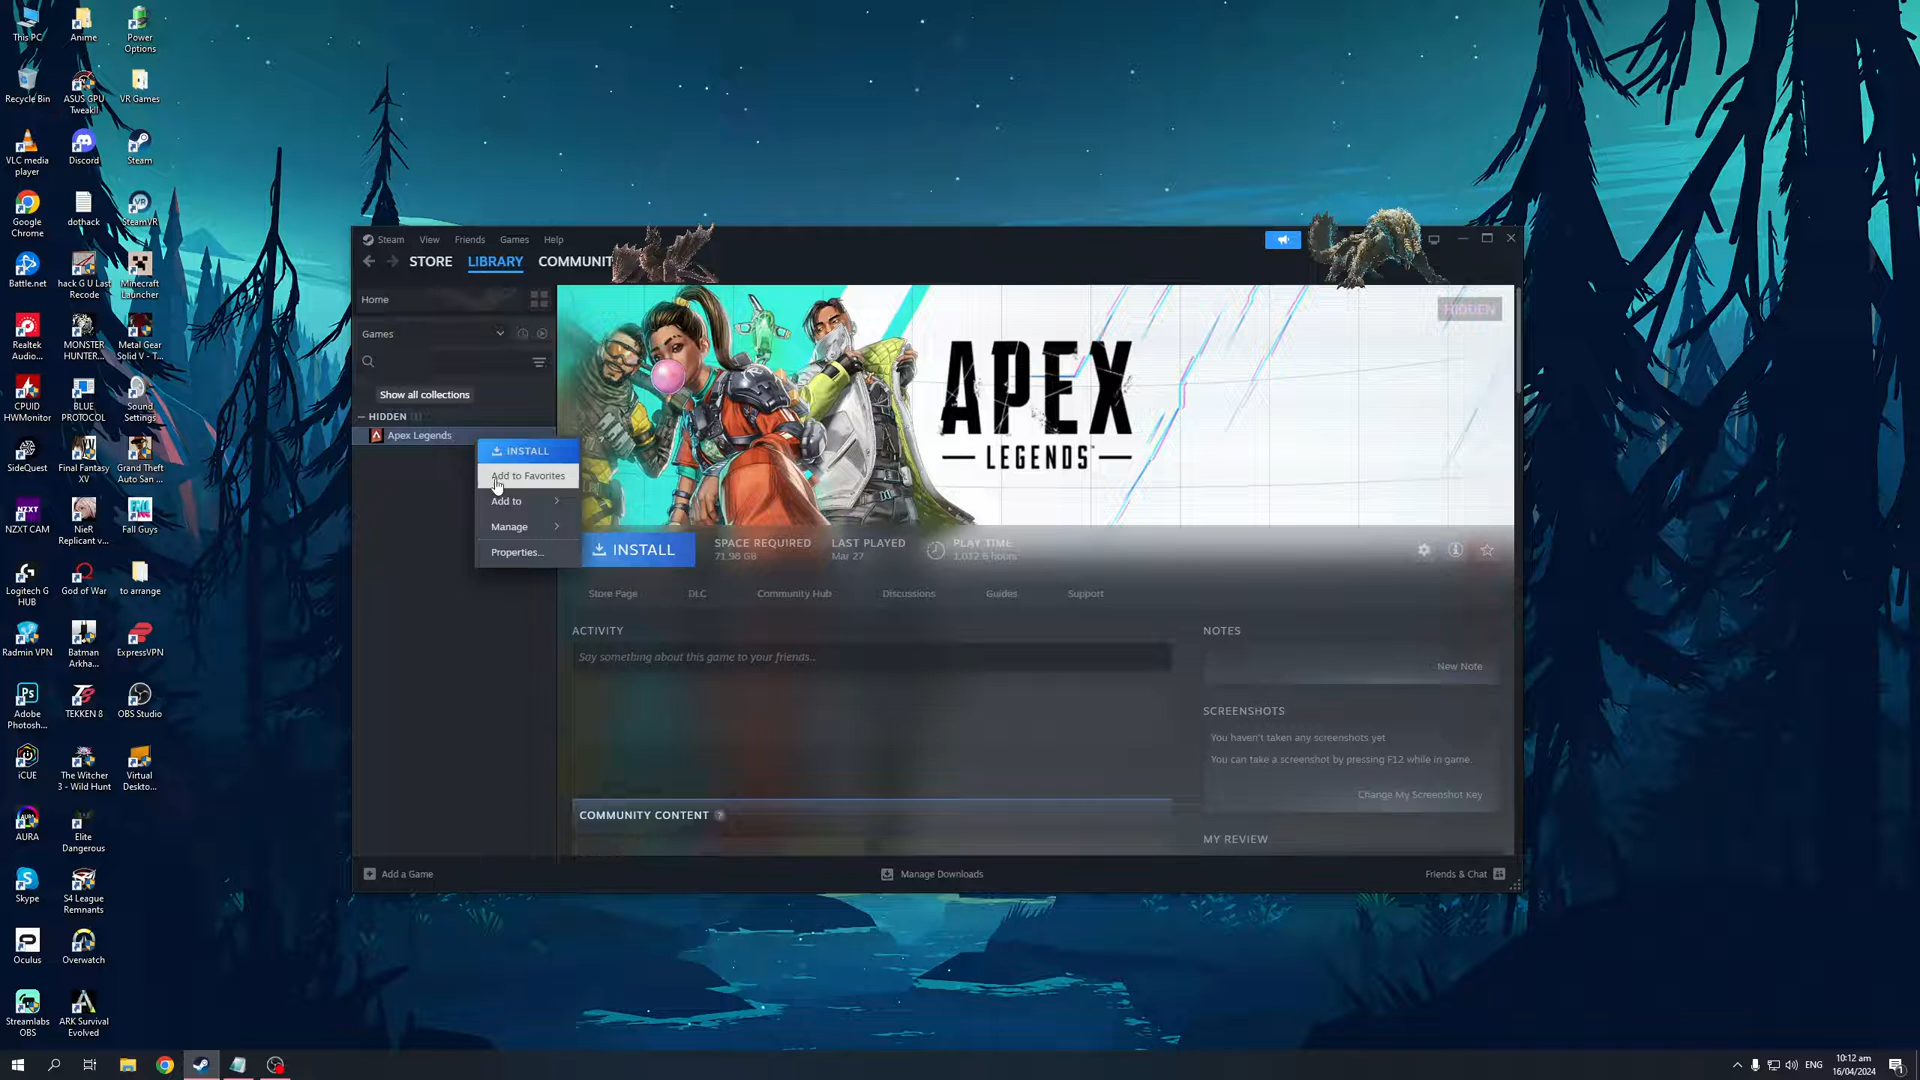 This PC
Anime
Power
Options
Recycle Bin
ASUS GPU
TweakII
VR Games
VLC media
player
Discord
Steam
Google
Chrome
dothack
SteamVR
Battle.net
hack G U Last
Recode
Minecraft
Launcher
Realtek
Audio...
MONSTER
HUNTER...
Metal Gear
Solid V - T...
CPUID
HWMonitor
BLUE
PROTOCOL
Sound
Settings
SideQuest
Final Fantasy
XV
Grand Theft
Auto San ...
NZXT CAM
NieR
Replicant v...
Fall Guys
Logitech G
HUB
God of War
to arrange
Radmin VPN
Batman
Arkha...
ExpressVPN
Adobe
Photosh...
TEKKEN 8
OBS Studio
iCUE
The Witcher
3 - Wild Hunt
Virtual
Deskto...
AURA
Elite
Dangerous
Skype
S4 League
Remnants
Oculus
Overwatch
Streamlabs
OBS
ARK Survival
Evolved
Steam View Friends Games Help
STORE LIBRARY COMMUNIT
Home
Games
Show all collections
HIDDEN (1)
Apex Legends
INSTALL
Add to Favorites
Add to
Manage
Properties...
HIDDEN
APEX
LEGENDS
INSTALL
SPACE REQUIRED
71.98 GB
LAST PLAYED
Mar 27
PLAY TIME
Store Page DLC Community Hub Discussions Guides Support
ACTIVITY
Say something about this game to your friends...
NOTES
New Note
SCREENSHOTS
You haven't taken any screenshots yet
You can take a screenshot by pressing F12 while in game.
Change My Screenshot Key
COMMUNITY CONTENT ?
MY REVIEW
Add a Game
Manage Downloads
Friends & Chat
ENG
10:12 am
16/04/2024